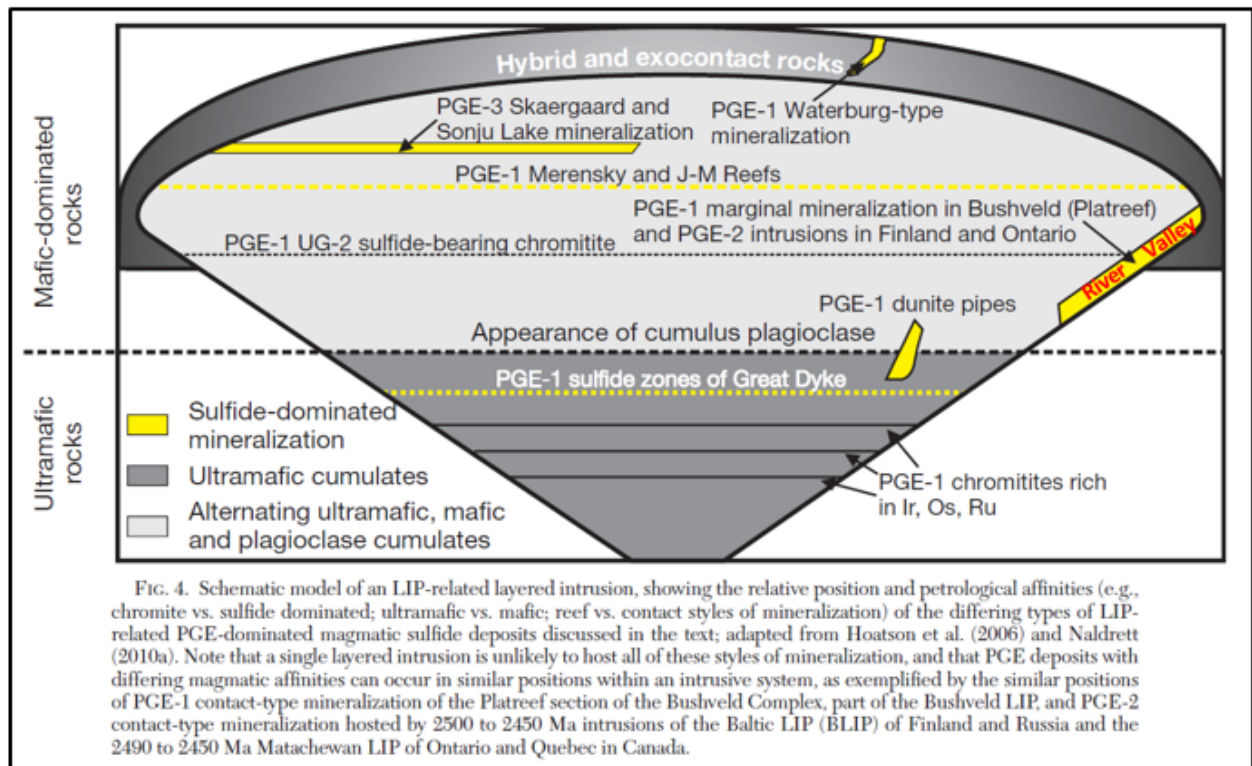 Hybrid and exocontact rocks
PGE-3 Skaergaard and
Sonju Lake mineralization
PGE-1 Waterburg-type
mineralization
PGE-1 Merensky and J-M Reefs
PGE-1 marginal mineralization in Bushveld (Platreef)
and PGE-2 intrusions in Finland and Ontario
River Valley
PGE-1 UG-2 sulfide-bearing chromitite
PGE-1 dunite pipes
Appearance of cumulus plagioclase
PGE-1 sulfide zones of Great Dyke
PGE-1 chromitites rich
in Ir, Os, Ru
Mafic-dominated
rocks
Ultramafic
rocks
Sulfide-dominated
mineralization
Ultramafic cumulates
Alternating ultramafic, mafic
and plagioclase cumulates
FIG. 4. Schematic model of an LIP-related layered intrusion, showing the relative position and petrological affinities (e.g.,
chromite vs. sulfide dominated; ultramafic vs. mafic; reef vs. contact styles of mineralization) of the differing types of LIP-
related PGE-dominated magmatic sulfide deposits discussed in the text; adapted from Hoatson et al. (2006) and Naldrett
(2010a). Note that a single layered intrusion is unlikely to host all of these styles of mineralization, and that PGE deposits with
differing magmatic affinities can occur in similar positions within an intrusive system, as exemplified by the similar positions
of PGE-1 contact-type mineralization of the Platreef section of the Bushveld Complex, part of the Bushveld LIP, and PGE-2
contact-type mineralization hosted by 2500 to 2450 Ma intrusions of the Baltic LIP (BLIP) of Finland and Russia and the
2490 to 2450 Ma Matachewan LIP of Ontario and Quebec in Canada.